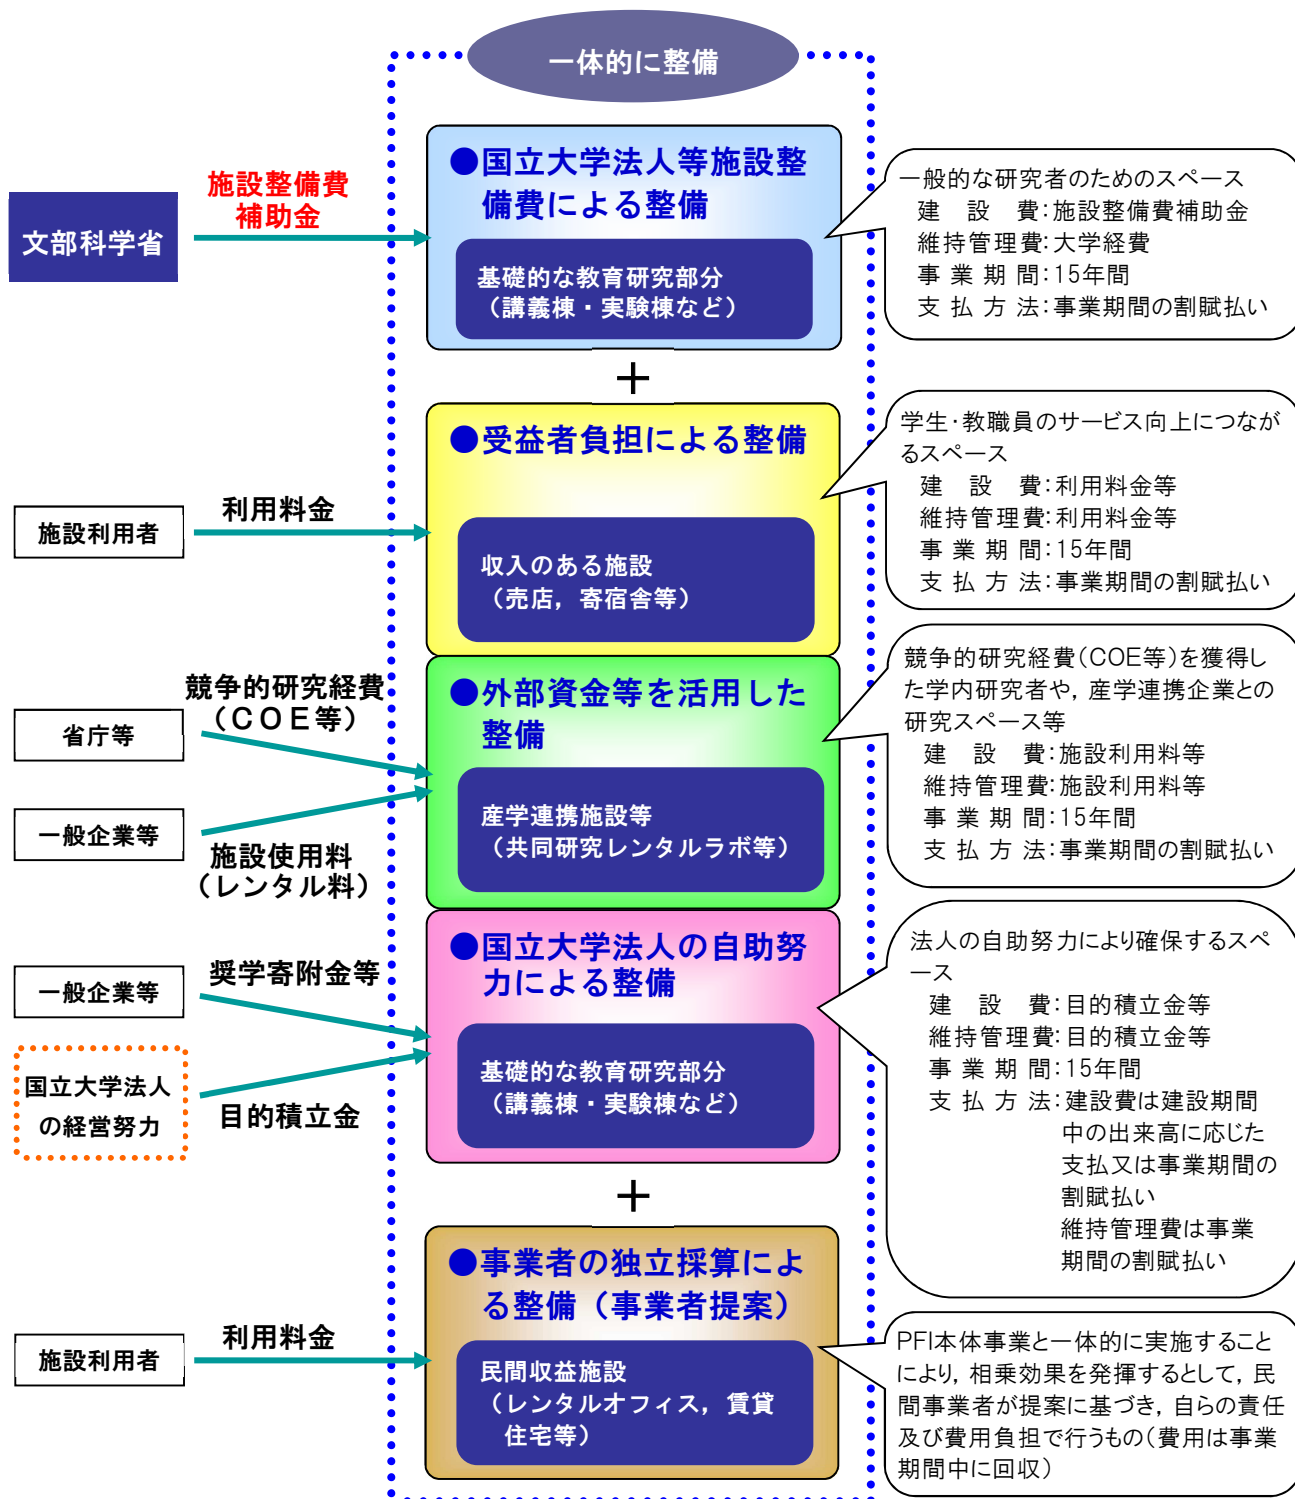 一体的に整備
文部科学省
施設整備費
補助金
●国立大学法人等施設整
備費による整備
基礎的な教育研究部分
（講義棟・実験棟など）
一般的な研究者のためのスペース
建　設　費：施設整備費補助金
維持管理費：大学経費
事 業 期 間：15年間
支 払 方 法：事業期間の割賦払い
＋
施設利用者
利用料金
●受益者負担による整備
収入のある施設
（売店，寄宿舎等）
学生・教職員のサービス向上につなが
るスペース
建　設　費：利用料金等
維持管理費：利用料金等
事 業 期 間：15年間
支 払 方 法：事業期間の割賦払い
省庁等
競争的研究経費
（ＣＯＥ等）
一般企業等
施設使用料
（レンタル料）
●外部資金等を活用した
整備
産学連携施設等
（共同研究レンタルラボ等）
競争的研究経費（COE等）を獲得し
た学内研究者や，産学連携企業との
研究スペース等
建　設　費：施設利用料等
維持管理費：施設利用料等
事 業 期 間：15年間
支 払 方 法：事業期間の割賦払い
一般企業等
奨学寄附金等
国立大学法人
の経営努力
目的積立金
●国立大学法人の自助努
力による整備
基礎的な教育研究部分
（講義棟・実験棟など）
法人の自助努力により確保するスペ
ース
建　設　費：目的積立金等
維持管理費：目的積立金等
事 業 期 間：15年間
支 払 方 法：建設費は建設期間
中の出来高に応じた
支払又は事業期間の
割賦払い
維持管理費は事業
期間の割賦払い
＋
施設利用者
利用料金
●事業者の独立採算によ
る整備（事業者提案）
民間収益施設
（レンタルオフィス，賃貸
住宅等）
PFI本体事業と一体的に実施すること
により，相乗効果を発揮するとして，民
間事業者が提案に基づき，自らの責任
及び費用負担で行うもの（費用は事業
期間中に回収）